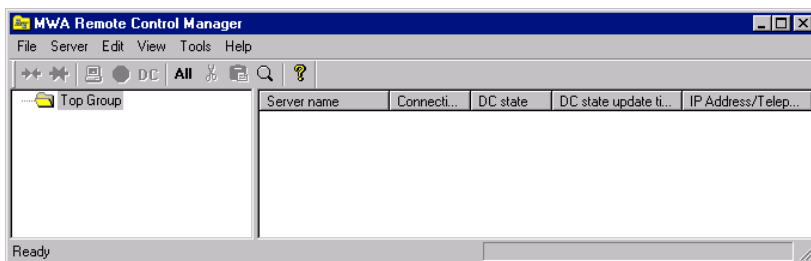 MWA Remote Control Manager
File Server Edit View Tools Help
DC All ?
Top Group
Server name Connecti... DC state DC state update ti... IP Address/Telep...
Ready